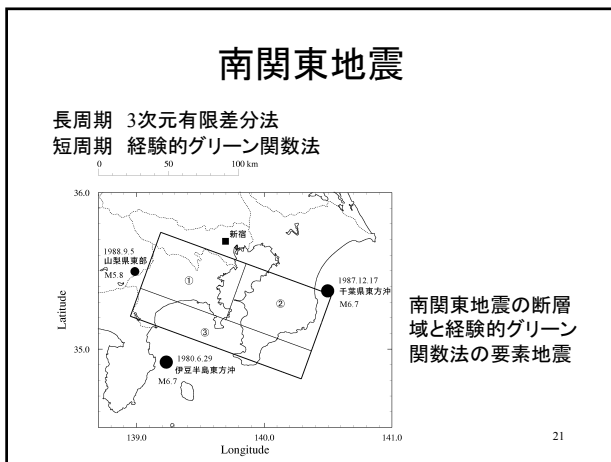 南関東地震
長周期 3次元有限差分法
短周期 経験的グリーン関数法
0 50 100 km
36.0
新宿
1988.9.5
山梨県東部
M5.8
①
②
1987.12.17
千葉県東方沖
M6.7
Latitude
③
35.0
1980.6.29
伊豆半島東方沖
M6.7
139.0 140.0 141.0
Longitude
南関東地震の断層
域と経験的グリーン
関数法の要素地震
21